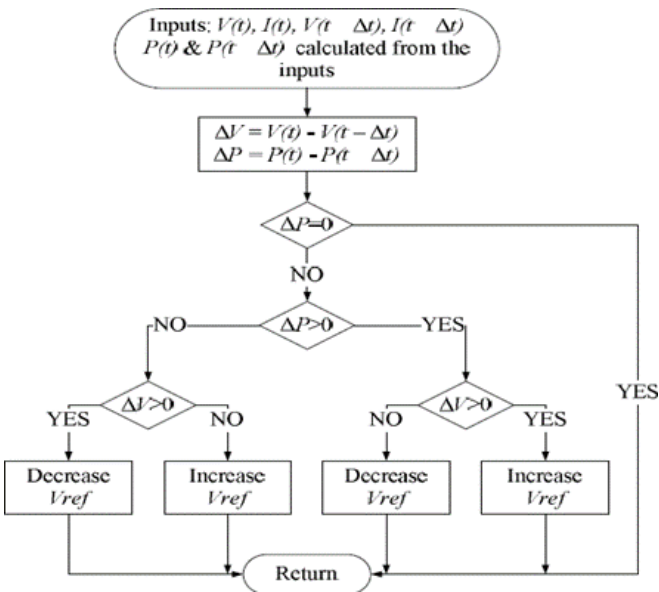 Inputs: V(t), I(t), V(t Δt), I(t Δt)
P(t) & P(t Δt) calculated from the
inputs
ΔV = V(t) - V(t – Δt)
ΔP = P(t) - P(t Δt)
ΔP=0
NO
NO
ΔP>0
YES
YES
ΔV>0
ΔV>0
YES
NO
NO
YES
Decrease
Vref
Increase
Vref
Decrease
Vref
Increase
Vref
Return